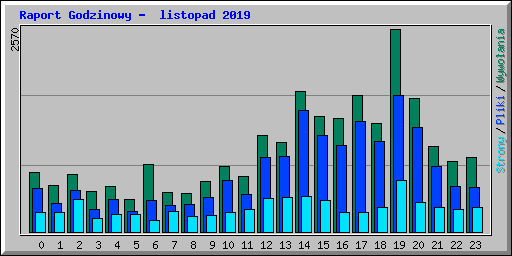 Raport Godzinowy -  listopad 2019
2570
Strony / Pliki / Wywołania
0 1 2 3 4 5 6 7 8 9 10 11 12 13 14 15 16 17 18 19 20 21 22 23